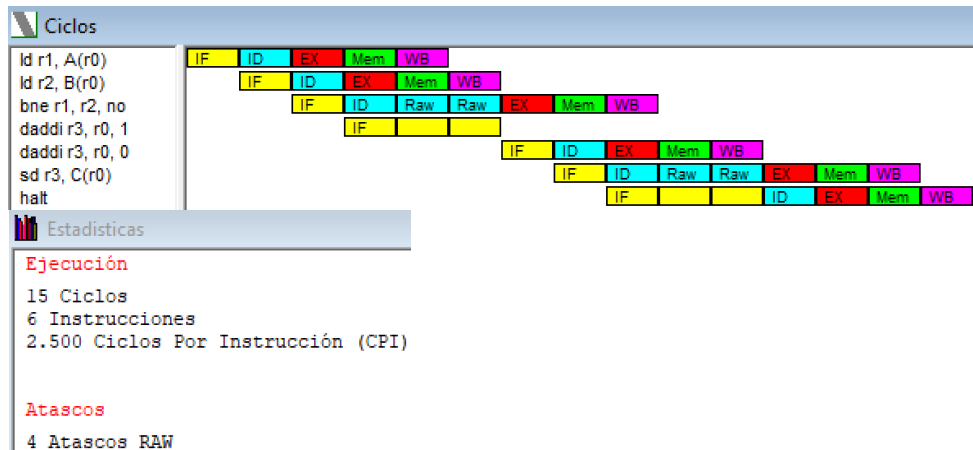 Ciclos
ld r1, A(r0) IF ID EX Mem WB
ld r2, B(r0) IF ID EX Mem WB
bne r1, r2, no IF ID Raw Raw EX Mem WB
daddi r3, r0, 1 IF
daddi r3, r0, 0 IF ID EX Mem WB
sd r3, C(r0) IF ID Raw Raw EX Mem WB
halt IF ID EX Mem WB
Estadisticas
Ejecución
15 Ciclos
6 Instrucciones
2.500 Ciclos Por Instrucción (CPI)
Atascos
4 Atascos RAW